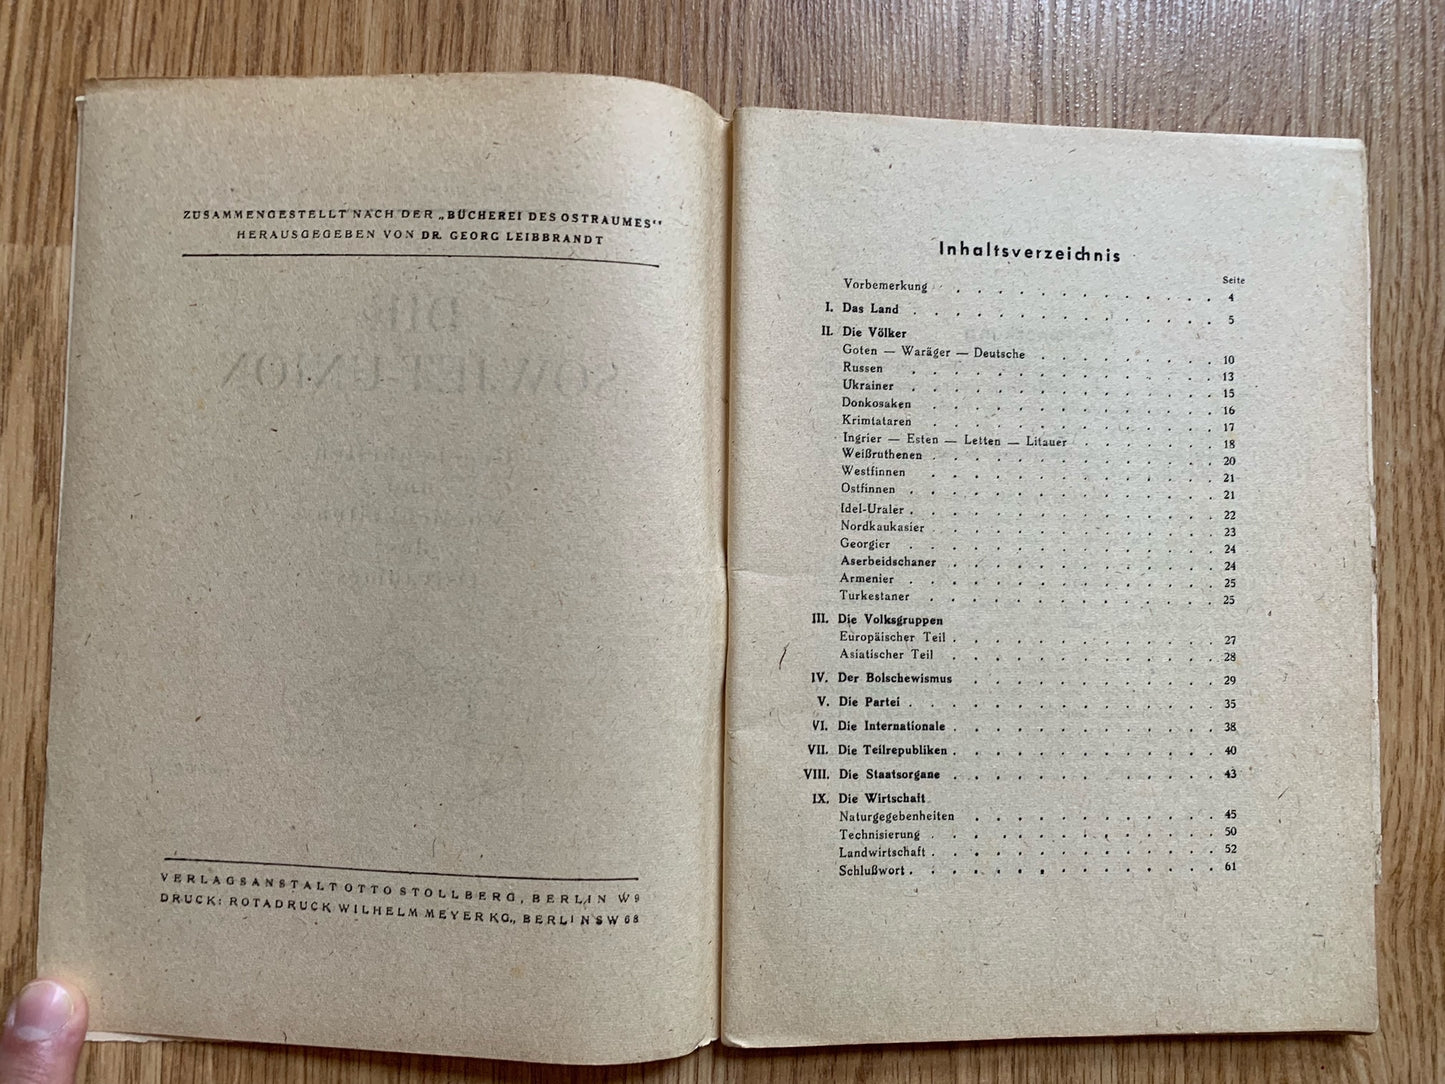 ZUSAMMENGESTELLT NACH DER „BÜCHEREI DES OSTRAUMES“
HERAUSGEGEBEN VON DR. GEORG LEIBBRANDT
DIE
SOWJET-UNION
VERLAGSANSTALT OTTO STOLLBERG, BERLIN W 9
DRUCK: ROTADRUCK WILHELM MEYER KG., BERLIN SW 68
Inhaltsverzeichnis
Seite
Vorbemerkung . . . . . . . . . . . . . 4
I. Das Land . . . . . . . . . . . . . . . 5
II. Die Völker
Goten — Waräger — Deutsche . . . . . . . . . 10
Russen . . . . . . . . . . . . . . 13
Ukrainer . . . . . . . . . . . . . . 15
Donkosaken . . . . . . . . . . . . . . 16
Krimtataren . . . . . . . . . . . . . . 17
Ingrier — Esten — Letten — Litauer . . . . . . . 18
Weißruthenen . . . . . . . . . . . . . . 20
Westfinnen . . . . . . . . . . . . . . 21
Ostfinnen . . . . . . . . . . . . . . . 21
Idel-Uraler . . . . . . . . . . . . . . . 22
Nordkaukasier . . . . . . . . . . . . . 23
Georgier . . . . . . . . . . . . . . . 24
Aserbeidschaner . . . . . . . . . . . . . 24
Armenier . . . . . . . . . . . . . . . 25
Turkestaner . . . . . . . . . . . . . . 25
III. Die Volksgruppen
Europäischer Teil . . . . . . . . . . . . . 27
Asiatischer Teil . . . . . . . . . . . . . 28
IV. Der Bolschewismus . . . . . . . . . . . . 29
V. Die Partei . . . . . . . . . . . . . . . 35
VI. Die Internationale . . . . . . . . . . . . . 38
VII. Die Teilrepubliken . . . . . . . . . . . . . 40
VIII. Die Staatsorgane . . . . . . . . . . . . . 43
IX. Die Wirtschaft
Naturgegebenheiten . . . . . . . . . . . . 45
Technisierung . . . . . . . . . . . . . . 50
Landwirtschaft . . . . . . . . . . . . . . 52
Schlußwort . . . . . . . . . . . . . . . 61